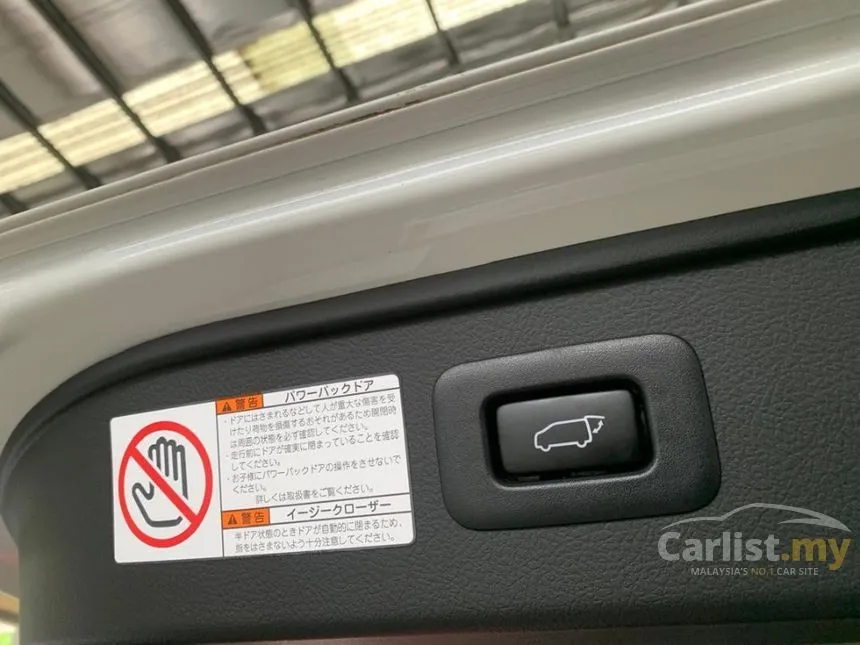 警告 パワーバックドア
・ドアにはさまれるなどして人が重大な傷害を受
けたり荷物を損傷するおそれがあるため開閉時
は周囲の状態を必ず確認してください。
・走行前にドアが確実に閉まっていることを確認
してください。
・お子様にパワーバックドアの操作をさせないで
ください。
詳しくは取扱書をご覧ください。
警告 イージークローザー
半ドア状態のときドアが自動的に閉まるため、
指をはさまないよう十分注意してください。
Carlist.my
MALAYSIA'S NO.1 CAR SITE